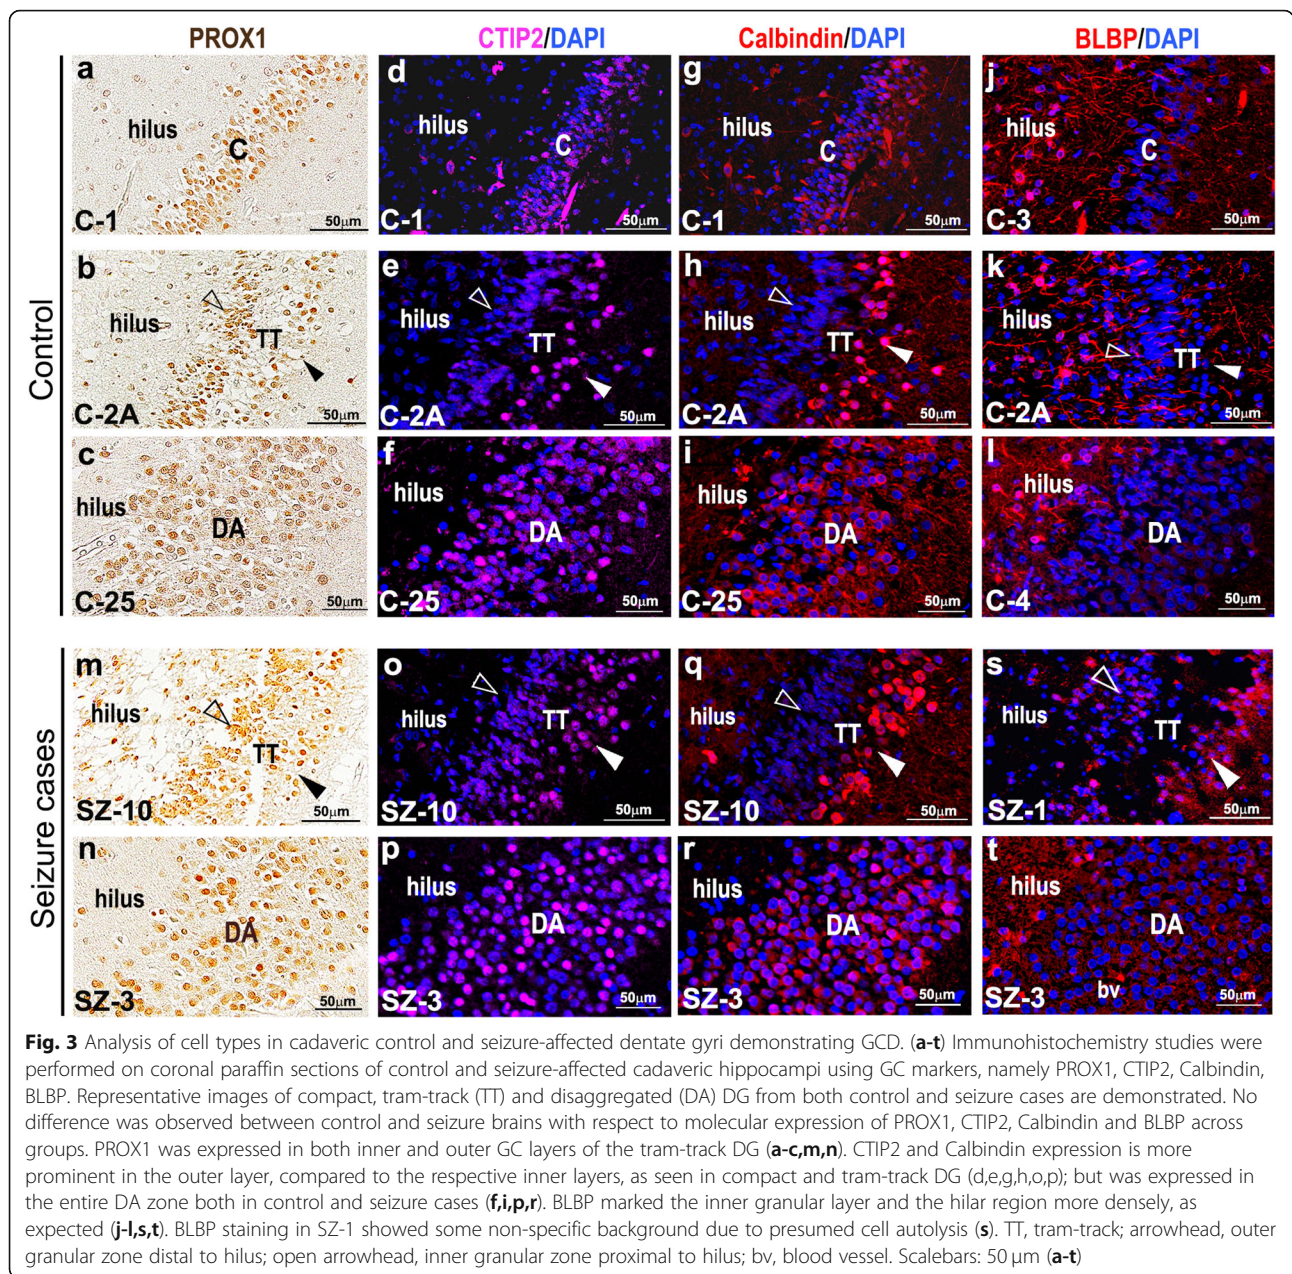 PROX1 CTIP2/DAPI Calbindin/DAPI BLBP/DAPI
Control
a hilus C C-1 50µm
d hilus C C-1 50µm
g hilus C C-1 50µm
j hilus C C-3 50µm
b hilus TT C-2A 50µm
e hilus TT C-2A 50µm
h hilus TT C-2A 50µm
k hilus TT C-2A 50µm
c hilus DA C-25 50µm
f hilus DA C-25 50µm
i hilus DA C-25 50µm
l hilus DA C-4 50µm
Seizure cases
m hilus TT SZ-10 50µm
o hilus TT SZ-10 50µm
q hilus TT SZ-10 50µm
s hilus TT SZ-1 50µm
n hilus DA SZ-3 50µm
p hilus DA SZ-3 50µm
r hilus DA SZ-3 50µm
t hilus DA bv SZ-3 50µm
Fig. 3 Analysis of cell types in cadaveric control and seizure-affected dentate gyri demonstrating GCD. (a-t) Immunohistochemistry studies were
performed on coronal paraffin sections of control and seizure-affected cadaveric hippocampi using GC markers, namely PROX1, CTIP2, Calbindin,
BLBP. Representative images of compact, tram-track (TT) and disaggregated (DA) DG from both control and seizure cases are demonstrated. No
difference was observed between control and seizure brains with respect to molecular expression of PROX1, CTIP2, Calbindin and BLBP across
groups. PROX1 was expressed in both inner and outer GC layers of the tram-track DG (a-c,m,n). CTIP2 and Calbindin expression is more
prominent in the outer layer, compared to the respective inner layers, as seen in compact and tram-track DG (d,e,g,h,o,p); but was expressed in
the entire DA zone both in control and seizure cases (f,i,p,r). BLBP marked the inner granular layer and the hilar region more densely, as
expected (j-l,s,t). BLBP staining in SZ-1 showed some non-specific background due to presumed cell autolysis (s). TT, tram-track; arrowhead, outer
granular zone distal to hilus; open arrowhead, inner granular zone proximal to hilus; bv, blood vessel. Scalebars: 50 µm (a-t)